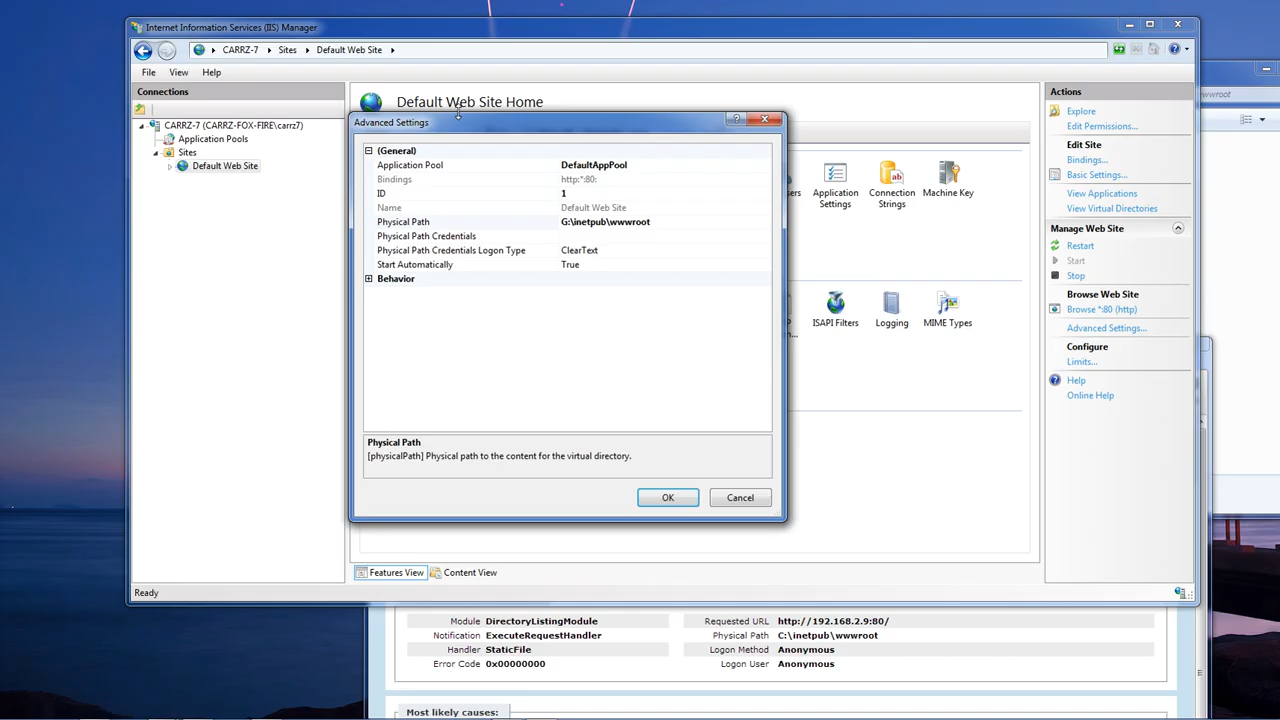 Internet Information Services (IIS) Manager
CARRZ-7 Sites Default Web Site
File View Help
Connections
CARRZ-7 (CARRZ-FOX-FIRE\carrz7)
Application Pools
Sites
Default Web Site
Default Web Site Home
Advanced Settings
(General)
Application Pool DefaultAppPool
Bindings http:*:80:
ID 1
Name Default Web Site
Physical Path G:\inetpub\wwwroot
Physical Path Credentials
Physical Path Credentials Logon Type ClearText
Start Automatically True
Behavior
Physical Path
[physicalPath] Physical path to the content for the virtual directory.
OK Cancel
Application Settings
Connection Strings
Machine Key
ISAPI Filters
Logging
MIME Types
Features View Content View
Ready
Actions
Explore
Edit Permissions...
Edit Site
Bindings...
Basic Settings...
View Applications
View Virtual Directories
Manage Web Site
Restart
Start
Stop
Browse Web Site
Browse *:80 (http)
Advanced Settings...
Configure
Limits...
Help
Online Help
Module DirectoryListingModule
Notification ExecuteRequestHandler
Handler StaticFile
Error Code 0x00000000
Requested URL http://192.168.2.9:80/
Physical Path C:\inetpub\wwwroot
Logon Method Anonymous
Logon User Anonymous
Most likely causes: